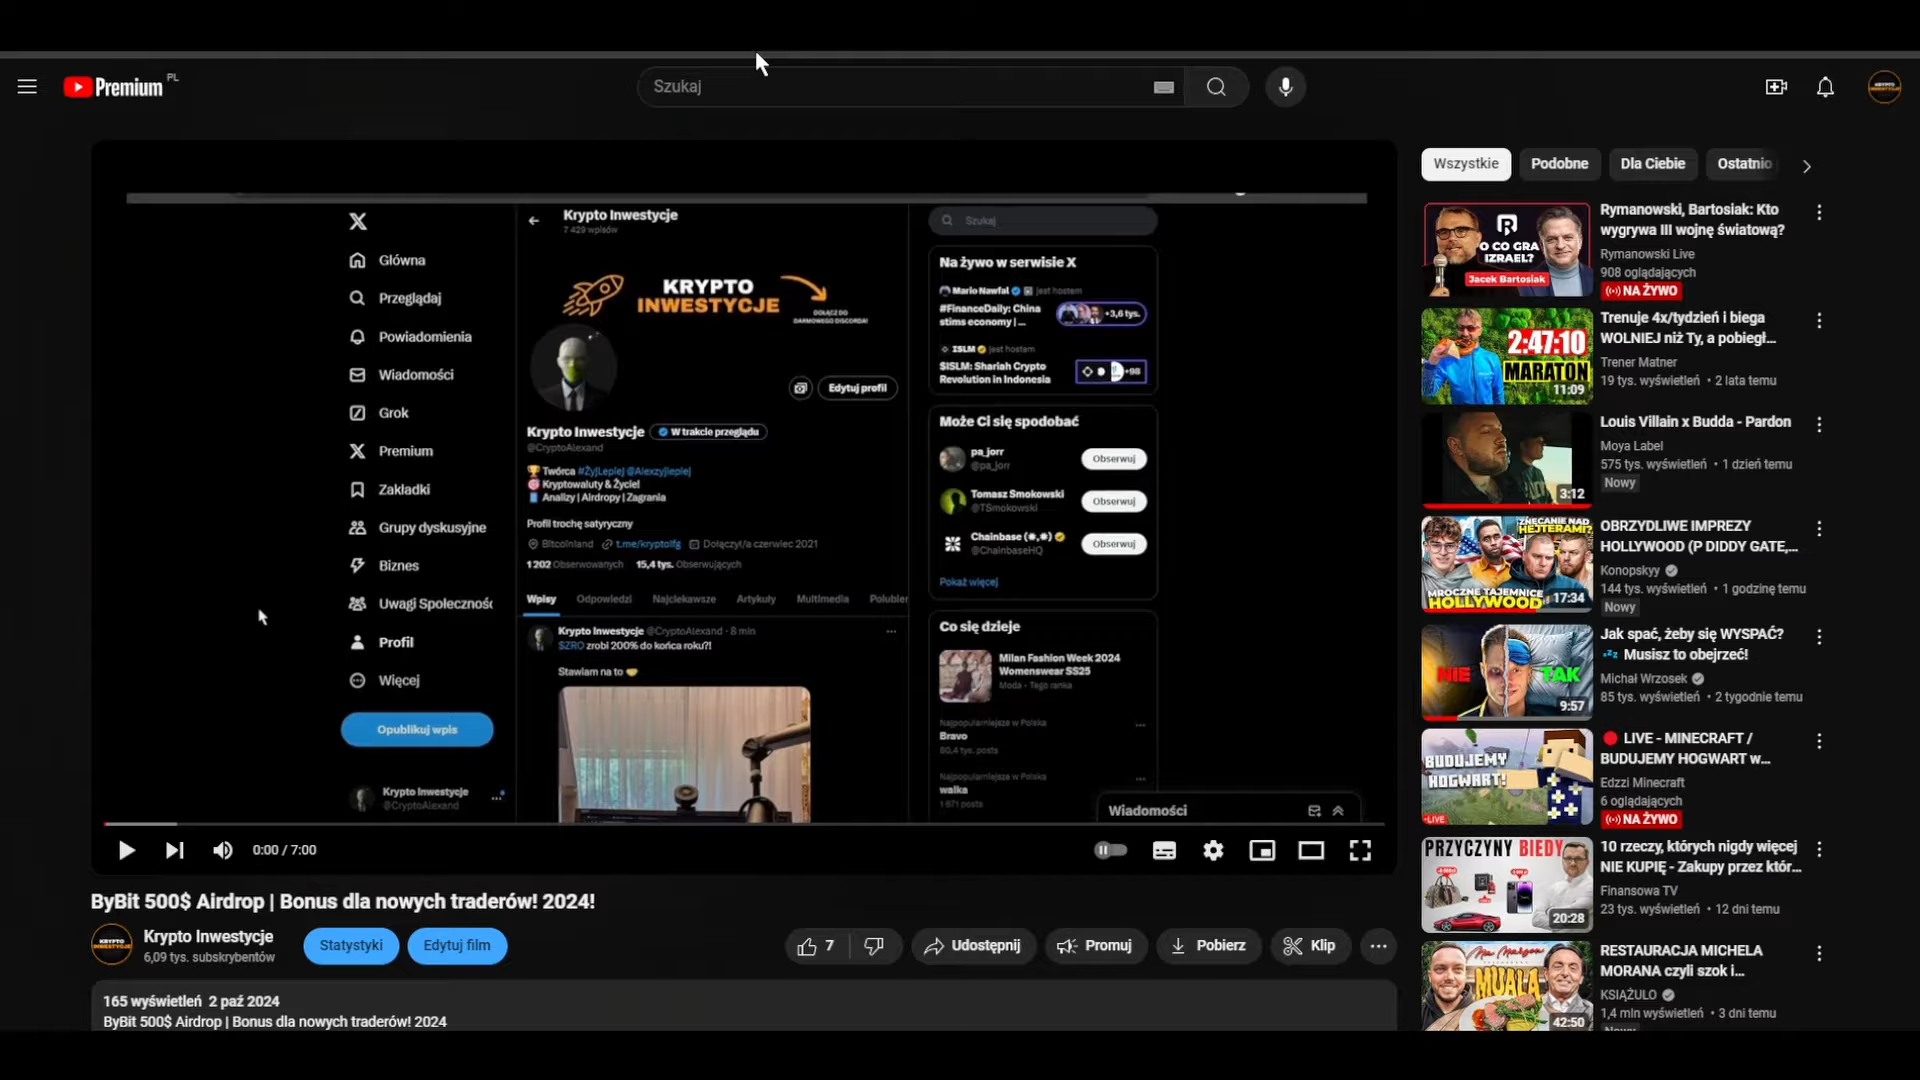 Premium PL
Szukaj
Krypto Inwestycje
7 429 wpisów
Główna
Przeglądaj
Powiadomienia
Wiadomości
Grok
Premium
Zakładki
Grupy dyskusyjne
Biznes
Uwagi Społecznośc
Profil
Więcej
Opublikuj wpis
Krypto Inwestycje
@CryptoAlexand
KRYPTO
INWESTYCJE
DOŁĄCZ DO
DARMOWEGO DISCORDA!
Edytuj profil
Krypto Inwestycje W trakcie przeglądu
@CryptoAlexand
Twórca #ŻyjLepiej @Alexzyjlepiej
Kryptowaluty & Życie!
Analizy | Airdropy | Zagrania
Profil trochę satyryczny
Bitcoinland t.me/kryptolfg Dołączył/a czerwiec 2021
1 202 Obserwowanych 15,4 tys. Obserwujących
Wpisy Odpowiedzi Najciekawsze Artykuły Multimedia Polubien
Krypto Inwestycje @CryptoAlexand · 8 min
$ZRO zrobi 200% do końca roku?!
Stawiam na to
Szukaj
Na żywo w serwisie X
Mario Nawfal jest hostem
#FinanceDaily: China
stims economy | ...
+3,6 tys.
ISLM jest hostem
$ISLM: Shariah Crypto
Revolution in Indonesia
+98
Może Ci się spodobać
pa_jorr
@pa_jorr
Obserwuj
Tomasz Smokowski
@TSmokowski
Obserwuj
Chainbase
@ChainbaseHQ
Obserwuj
Pokaż więcej
Co się dzieje
Milan Fashion Week 2024
Womenswear SS25
Moda · Tego ranka
Najpopularniejsze w Polska
Bravo
80,4 tys. posts
Najpopularniejsze w Polska
walka
1 671 posts
Wiadomości
0:00 / 7:00
ByBit 500$ Airdrop | Bonus dla nowych traderów! 2024!
KRYPTO
INWESTYCJE
Krypto Inwestycje
6,09 tys. subskrybentów
Statystyki
Edytuj film
7
Udostępnij
Promuj
Pobierz
Klip
165 wyświetleń 2 paź 2024
ByBit 500$ Airdrop | Bonus dla nowych traderów! 2024
Wszystkie Podobne Dla Ciebie Ostatnio
O CO GRA
IZRAEL?
Jacek Bartosiak
Rymanowski, Bartosiak: Kto
wygrywa III wojnę światową?
Rymanowski Live
908 oglądających
NA ŻYWO
2:47:10
MARATON
11:09
Trenuje 4x/tydzień i biega
WOLNIEJ niż Ty, a pobiegł...
Trener Matner
19 tys. wyświetleń • 2 lata temu
3:12
Louis Villain x Budda - Pardon
Moya Label
575 tys. wyświetleń • 1 dzień temu
Nowy
ZNĘCANIE NAD
HEJTERAMI?
MROCZNE TAJEMNICE
HOLLYWOOD
17:34
OBRZYDLIWE IMPREZY
HOLLYWOOD (P DIDDY GATE,...
Konopskyy
144 tys. wyświetleń • 1 godzinę temu
Nowy
NIE TAK
9:57
Jak spać, żeby się WYSPAĆ?
Musisz to obejrzeć!
Michał Wrzosek
85 tys. wyświetleń • 2 tygodnie temu
BUDUJEMY
HOGWART!
LIVE
LIVE - MINECRAFT /
BUDUJEMY HOGWART w...
Edzzi Minecraft
6 oglądających
NA ŻYWO
PRZYCZYNY BIEDY
20:28
10 rzeczy, których nigdy więcej
NIE KUPIĘ - Zakupy przez któr...
Finansowa TV
23 tys. wyświetleń • 12 dni temu
MUALA
42:50
RESTAURACJA MICHELA
MORANA czyli szok i...
KSIĄŻULO
1,4 mln wyświetleń • 3 dni temu